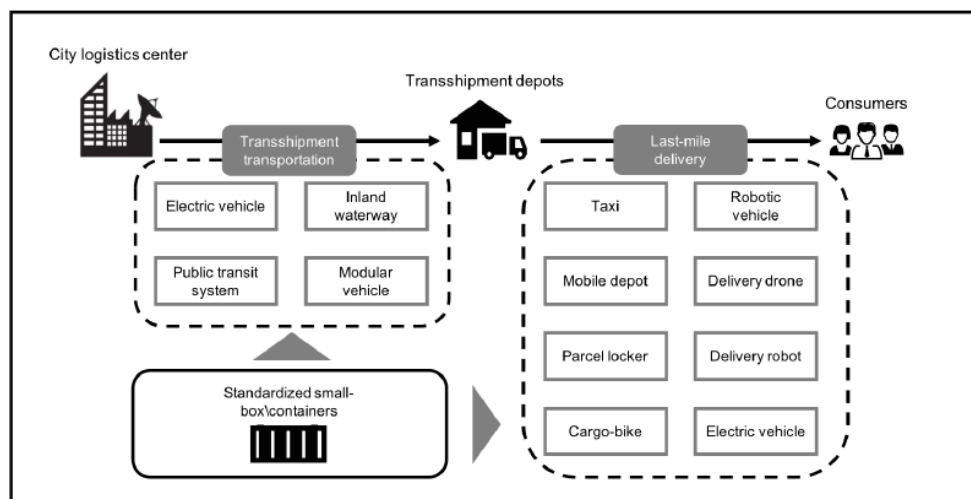 City logistics center
Transshipment depots
Consumers
Transshipment
transportation
Last-mile
delivery
Electric vehicle
Inland
waterway
Public transit
system
Modular
vehicle
Taxi
Robotic
vehicle
Mobile depot
Delivery drone
Parcel locker
Delivery robot
Cargo-bike
Electric vehicle
Standardized small-
box\containers